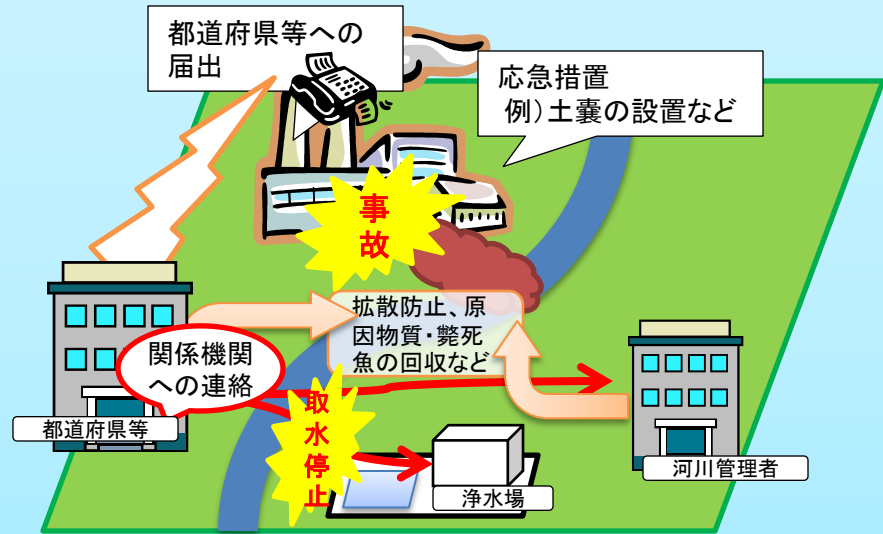 都道府県等への
届出
応急措置
例)土嚢の設置など
事
故
拡散防止、原
因物質・斃死
魚の回収など
関係機関
への連絡
都道府県等
取
水
停
止
浄水場
河川管理者